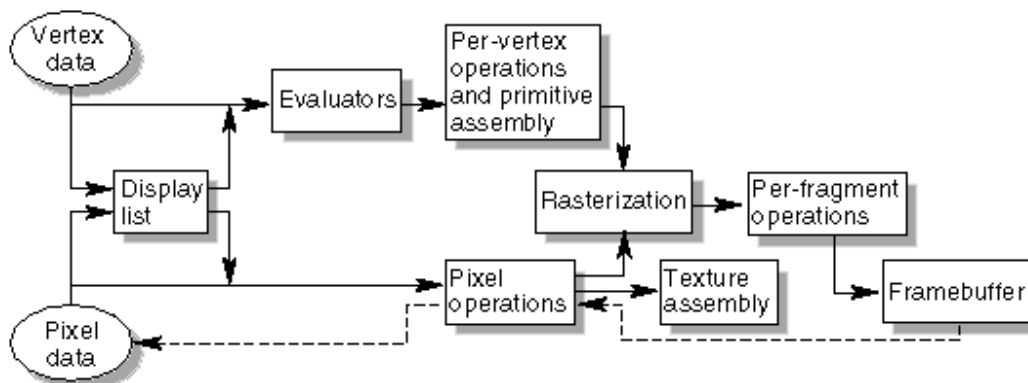 Vertex
data
Evaluators
Per-vertex
operations
and primitive
assembly
Display
list
Rasterization
Per-fragment
operations
Pixel
operations
Texture
assembly
Framebuffer
Pixel
data